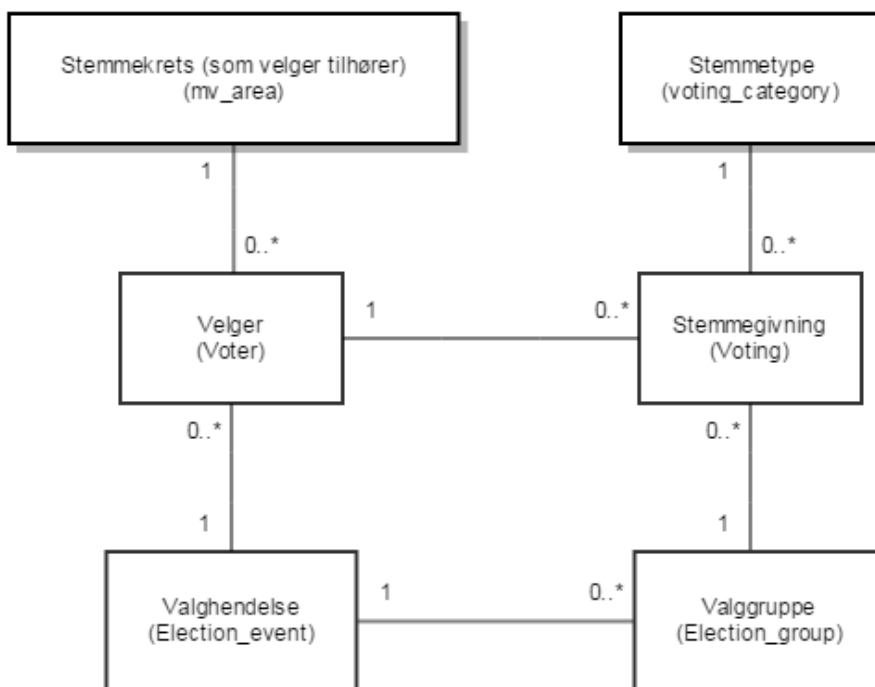 Stemmekrets (som velger tilhører)
(mv_area)
Stemmetype
(voting_category)
1
1
0..*
0..*
Velger
(Voter)
1
0..*
Stemmegivning
(Voting)
0..*
0..*
1
1
Valghendelse
(Election_event)
1
0..*
Valggruppe
(Election_group)